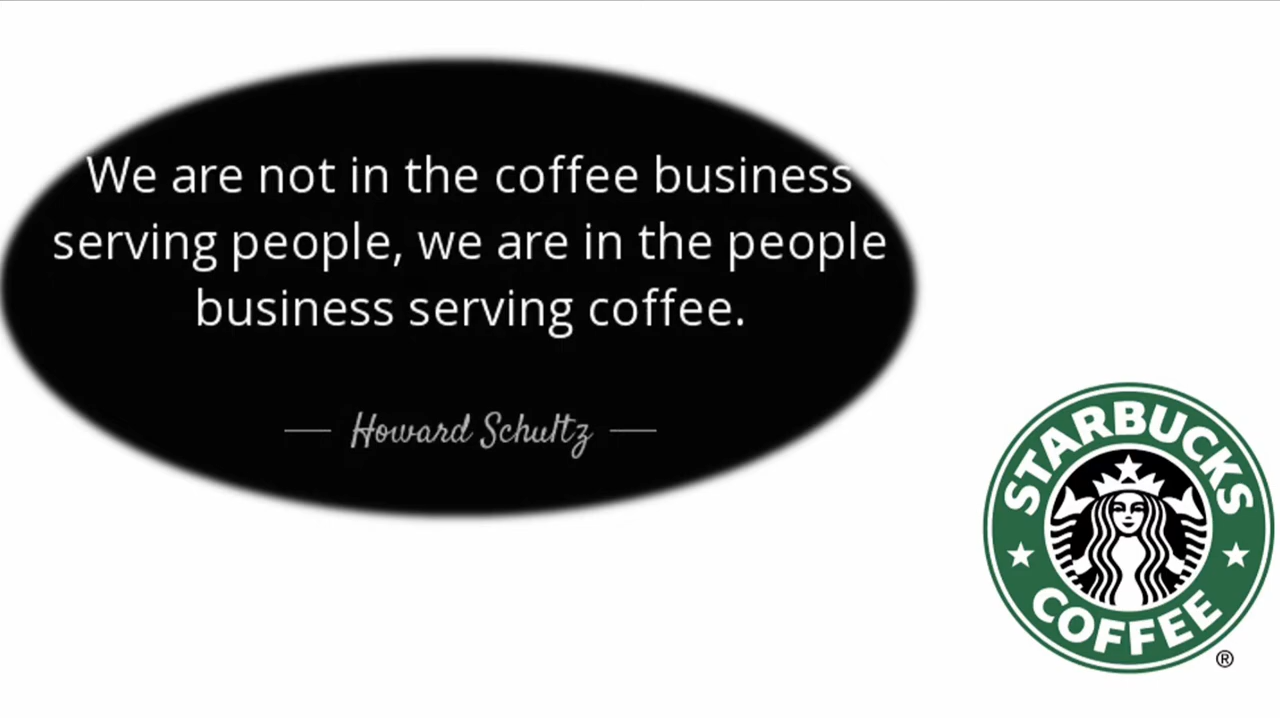 We are not in the coffee business
serving people, we are in the people
business serving coffee.
Howard Schultz
STARBUCKS
COFFEE
®